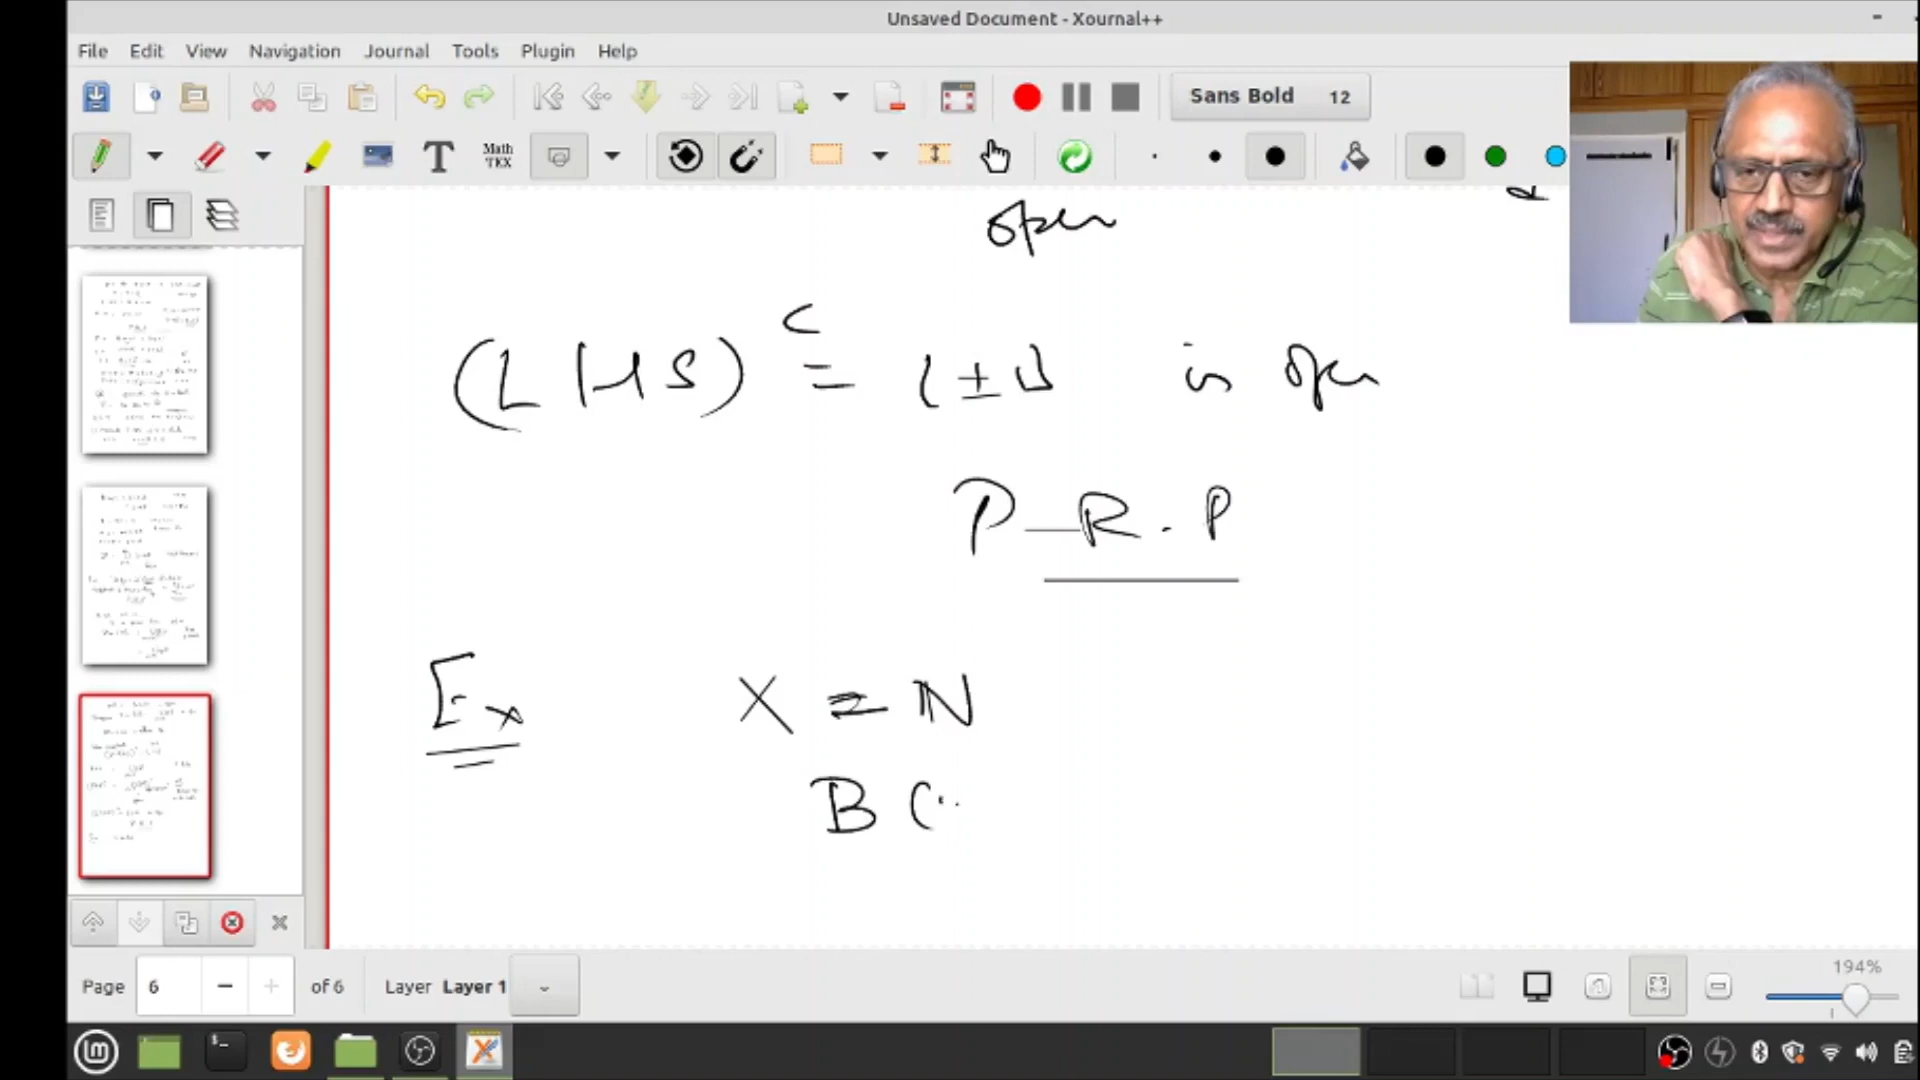 Unsaved Document - Xournal++
File Edit View Navigation Journal Tools Plugin Help
Sans Bold 12
T Math TEX
open
(LHS)ᶜ = is open
P R . P
Ex X = N
B (
Page 6 of 6 Layer Layer 1
194%